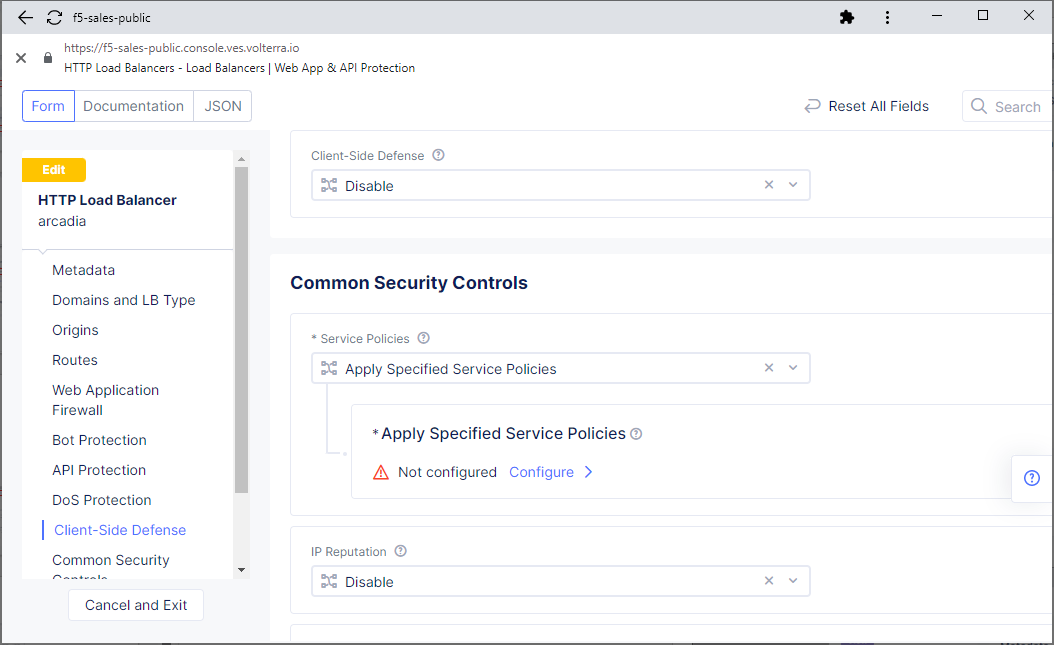 f5-sales-public
https://f5-sales-public.console.ves.volterra.io
HTTP Load Balancers - Load Balancers | Web App & API Protection
Form
Documentation
JSON
Reset All Fields
Search
Edit
HTTP Load Balancer
arcadia
Metadata
Domains and LB Type
Origins
Routes
Web Application
Firewall
Bot Protection
API Protection
DoS Protection
Client-Side Defense
Common Security
Controls
Cancel and Exit
Client-Side Defense
Disable
Common Security Controls
* Service Policies
Apply Specified Service Policies
* Apply Specified Service Policies
Not configured Configure
IP Reputation
Disable